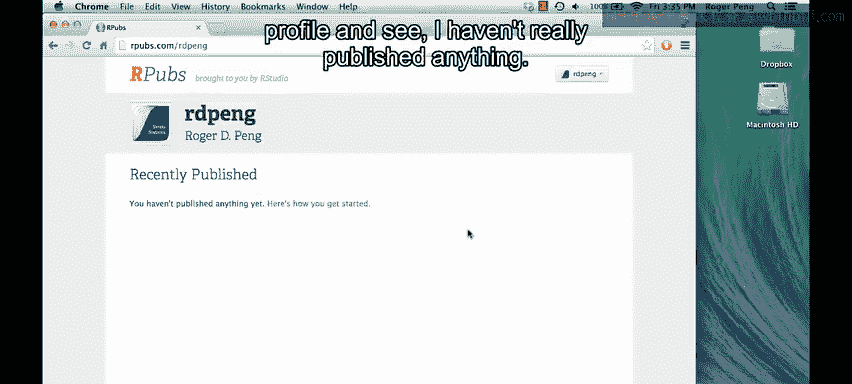 Chrome File Edit View History Bookmarks Window Help 100% Fri 3:35 PM Roger Peng
RPubs
rpubs.com/rdpeng
profile and see, I haven't really
published anything.
RPubs brought to you by RStudio
rdpeng
rdpeng
Roger D. Peng
Recently Published
You haven't published anything yet. Here's how you get started.
Dropbox
Macintosh HD